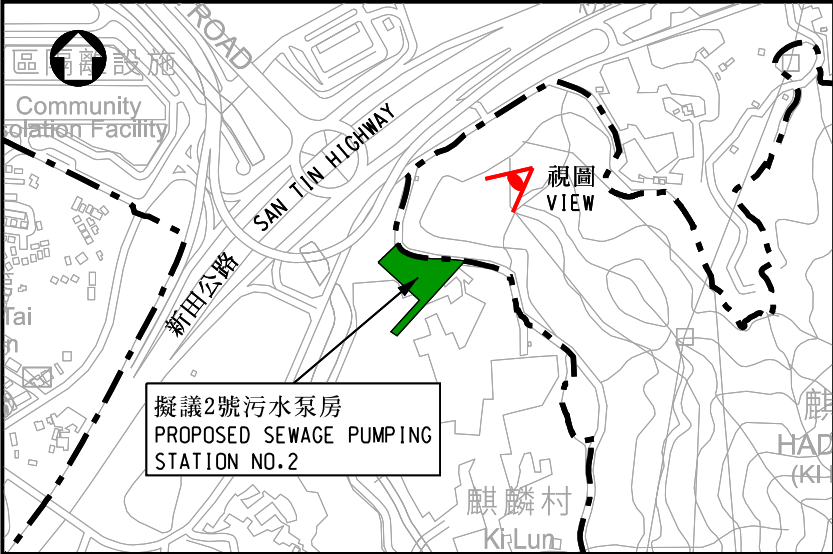 ROAD
區隔離設施
Community
solation Facility
SAN TIN HIGHWAY
新田公路
視圖
VIEW
Tai
擬議2號污水泵房
PROPOSED SEWAGE PUMPING
STATION NO.2
麒麟村
Ki Lun
麒
HAD
(KI